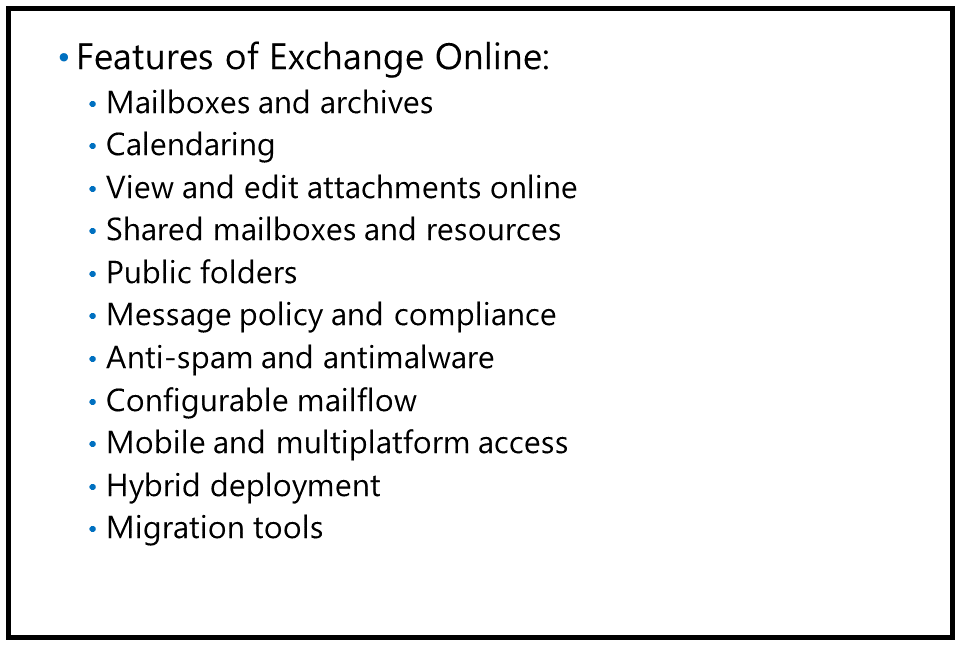 • Features of Exchange Online:
• Mailboxes and archives
• Calendaring
• View and edit attachments online
• Shared mailboxes and resources
• Public folders
• Message policy and compliance
• Anti-spam and antimalware
• Configurable mailflow
• Mobile and multiplatform access
• Hybrid deployment
• Migration tools